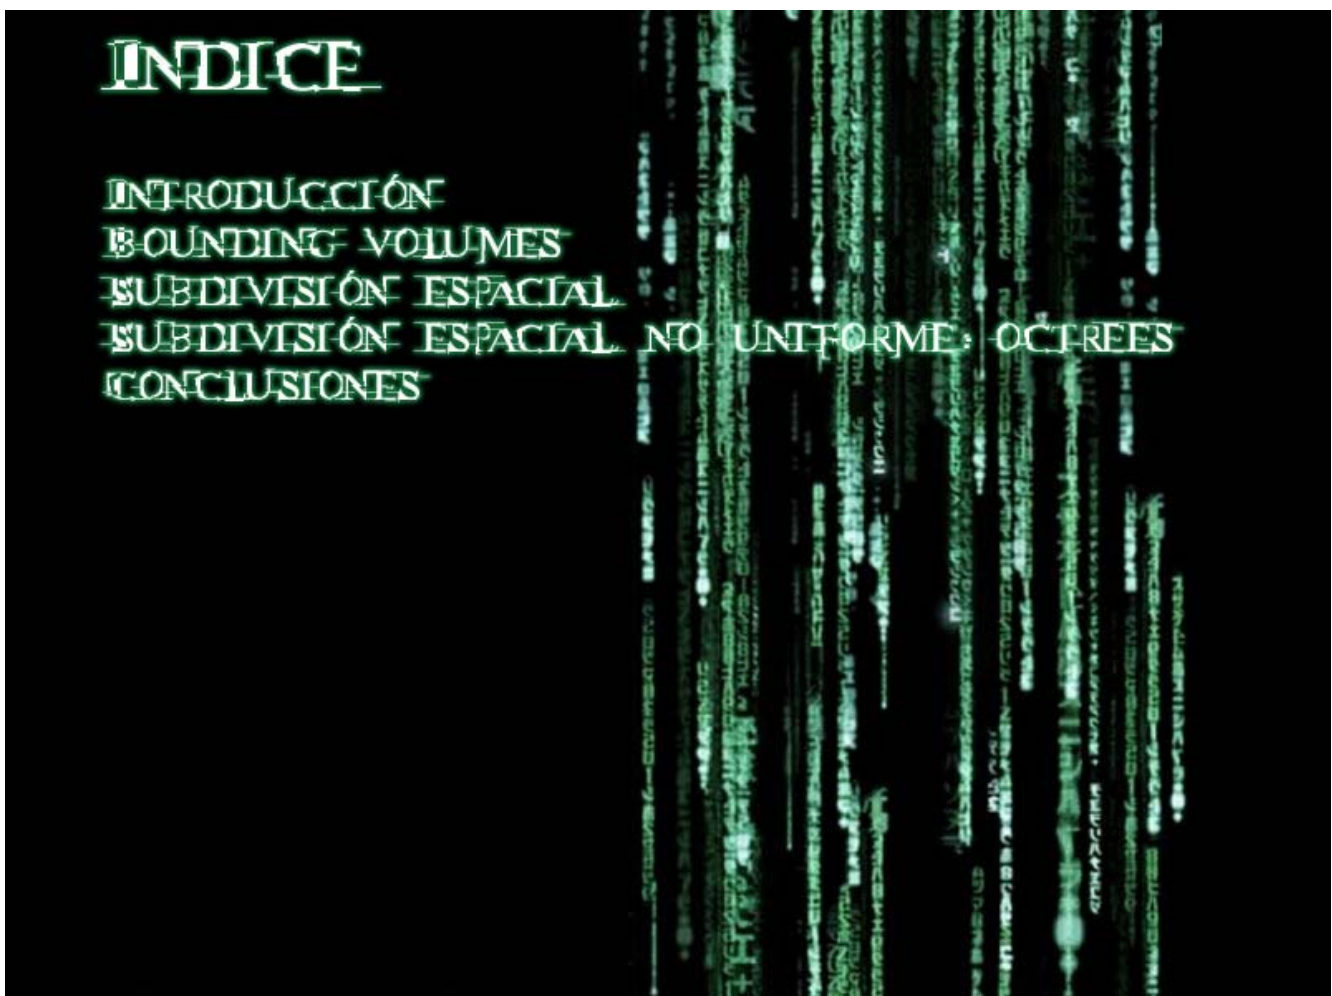 INDICE
INTRODUCCIÓN
BOUNDING VOLUMES
SUBDIVISIÓN ESPACIAL
SUBDIVISIÓN ESPACIAL NO UNIFORME: OCTREES
CONCLUSIONES